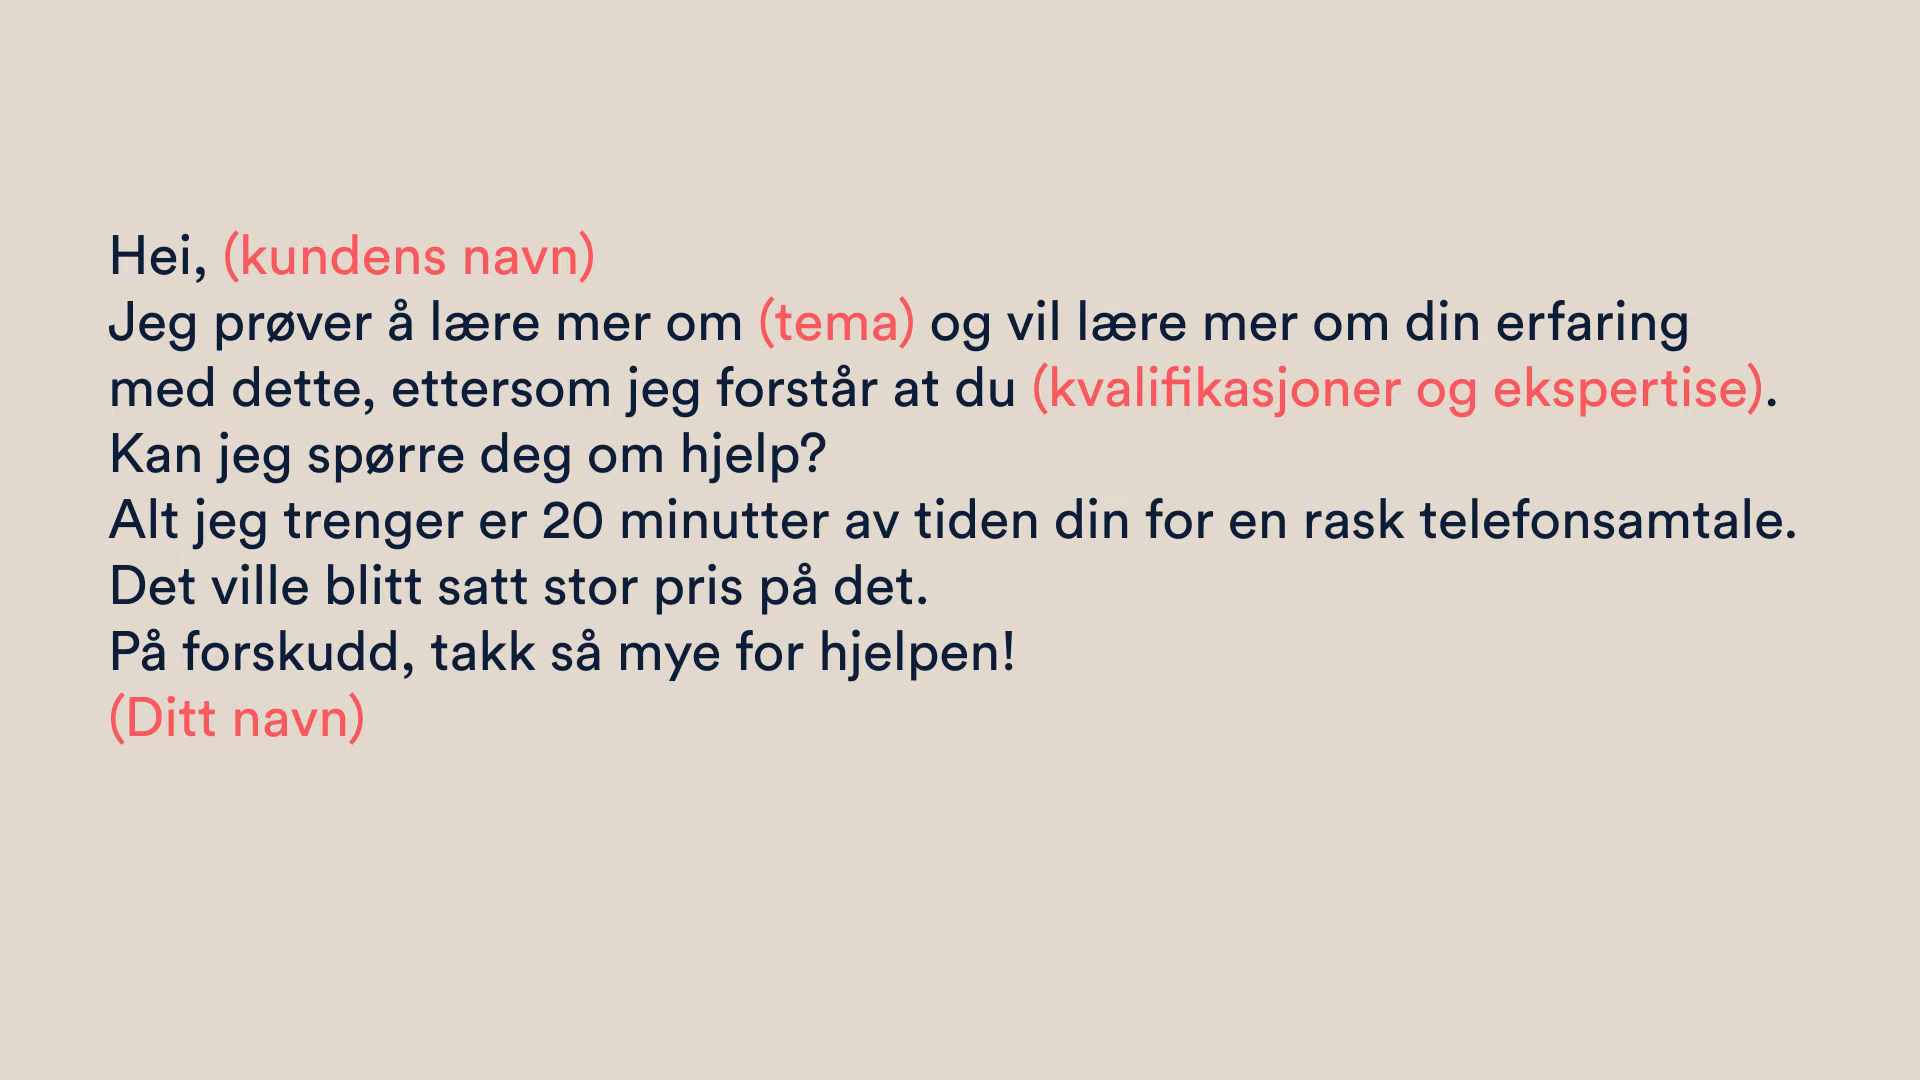 Hei, (kundens navn)
Jeg prøver å lære mer om (tema) og vil lære mer om din erfaring
med dette, ettersom jeg forstår at du (kvalifikasjoner og ekspertise).
Kan jeg spørre deg om hjelp?
Alt jeg trenger er 20 minutter av tiden din for en rask telefonsamtale.
Det ville blitt satt stor pris på det.
På forskudd, takk så mye for hjelpen!
(Ditt navn)